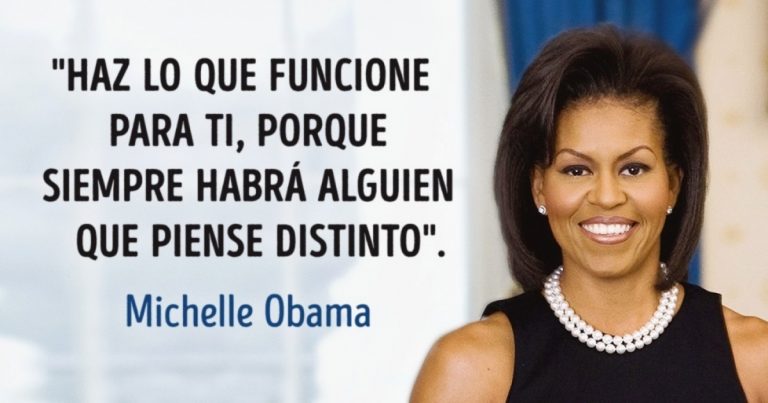 "HAZ LO QUE FUNCIONE
PARA TI, PORQUE
SIEMPRE HABRÁ ALGUIEN
QUE PIENSE DISTINTO".
Michelle Obama